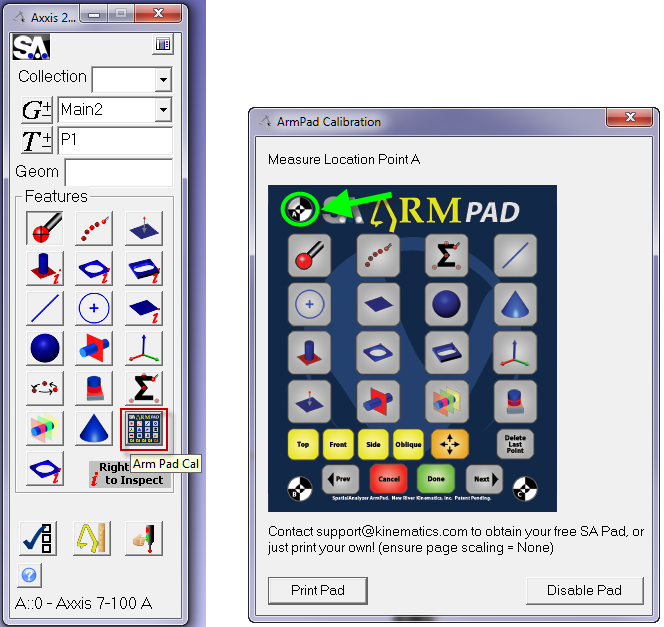 Axxis 2...
SA
Collection
G± Main2
T± P1
Geom
Features
i i i
i
Arm Pad Cal
Right
i to Inspect
A::0 - Axxis 7-100 A
ArmPad Calibration
Measure Location Point A
A SA ARM PAD
Top Front Side Oblique Delete Last Point
Prev Cancel Done Next
B C
SpatialAnalyzer ArmPad. New River Kinematics, Inc. Patent Pending.
Contact support@kinematics.com to obtain your free SA Pad, or
just print your own! (ensure page scaling = None)
Print Pad Disable Pad